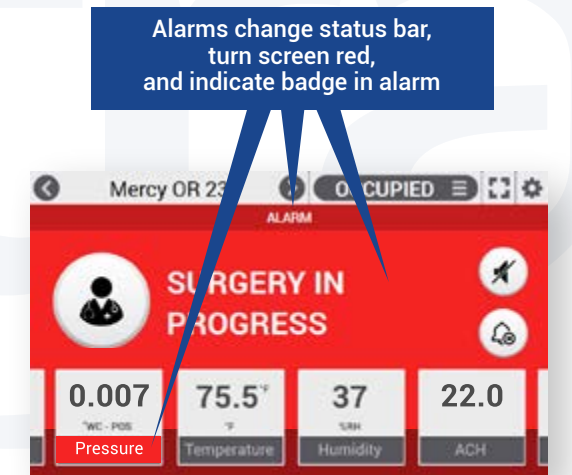 Alarms change status bar,
turn screen red,
and indicate badge in alarm
Mercy OR 23
OCCUPIED
ALARM
SURGERY IN
PROGRESS
0.007
75.5°F
37
22.0
"WC - POS
°F
%RH
Pressure
Temperature
Humidity
ACH